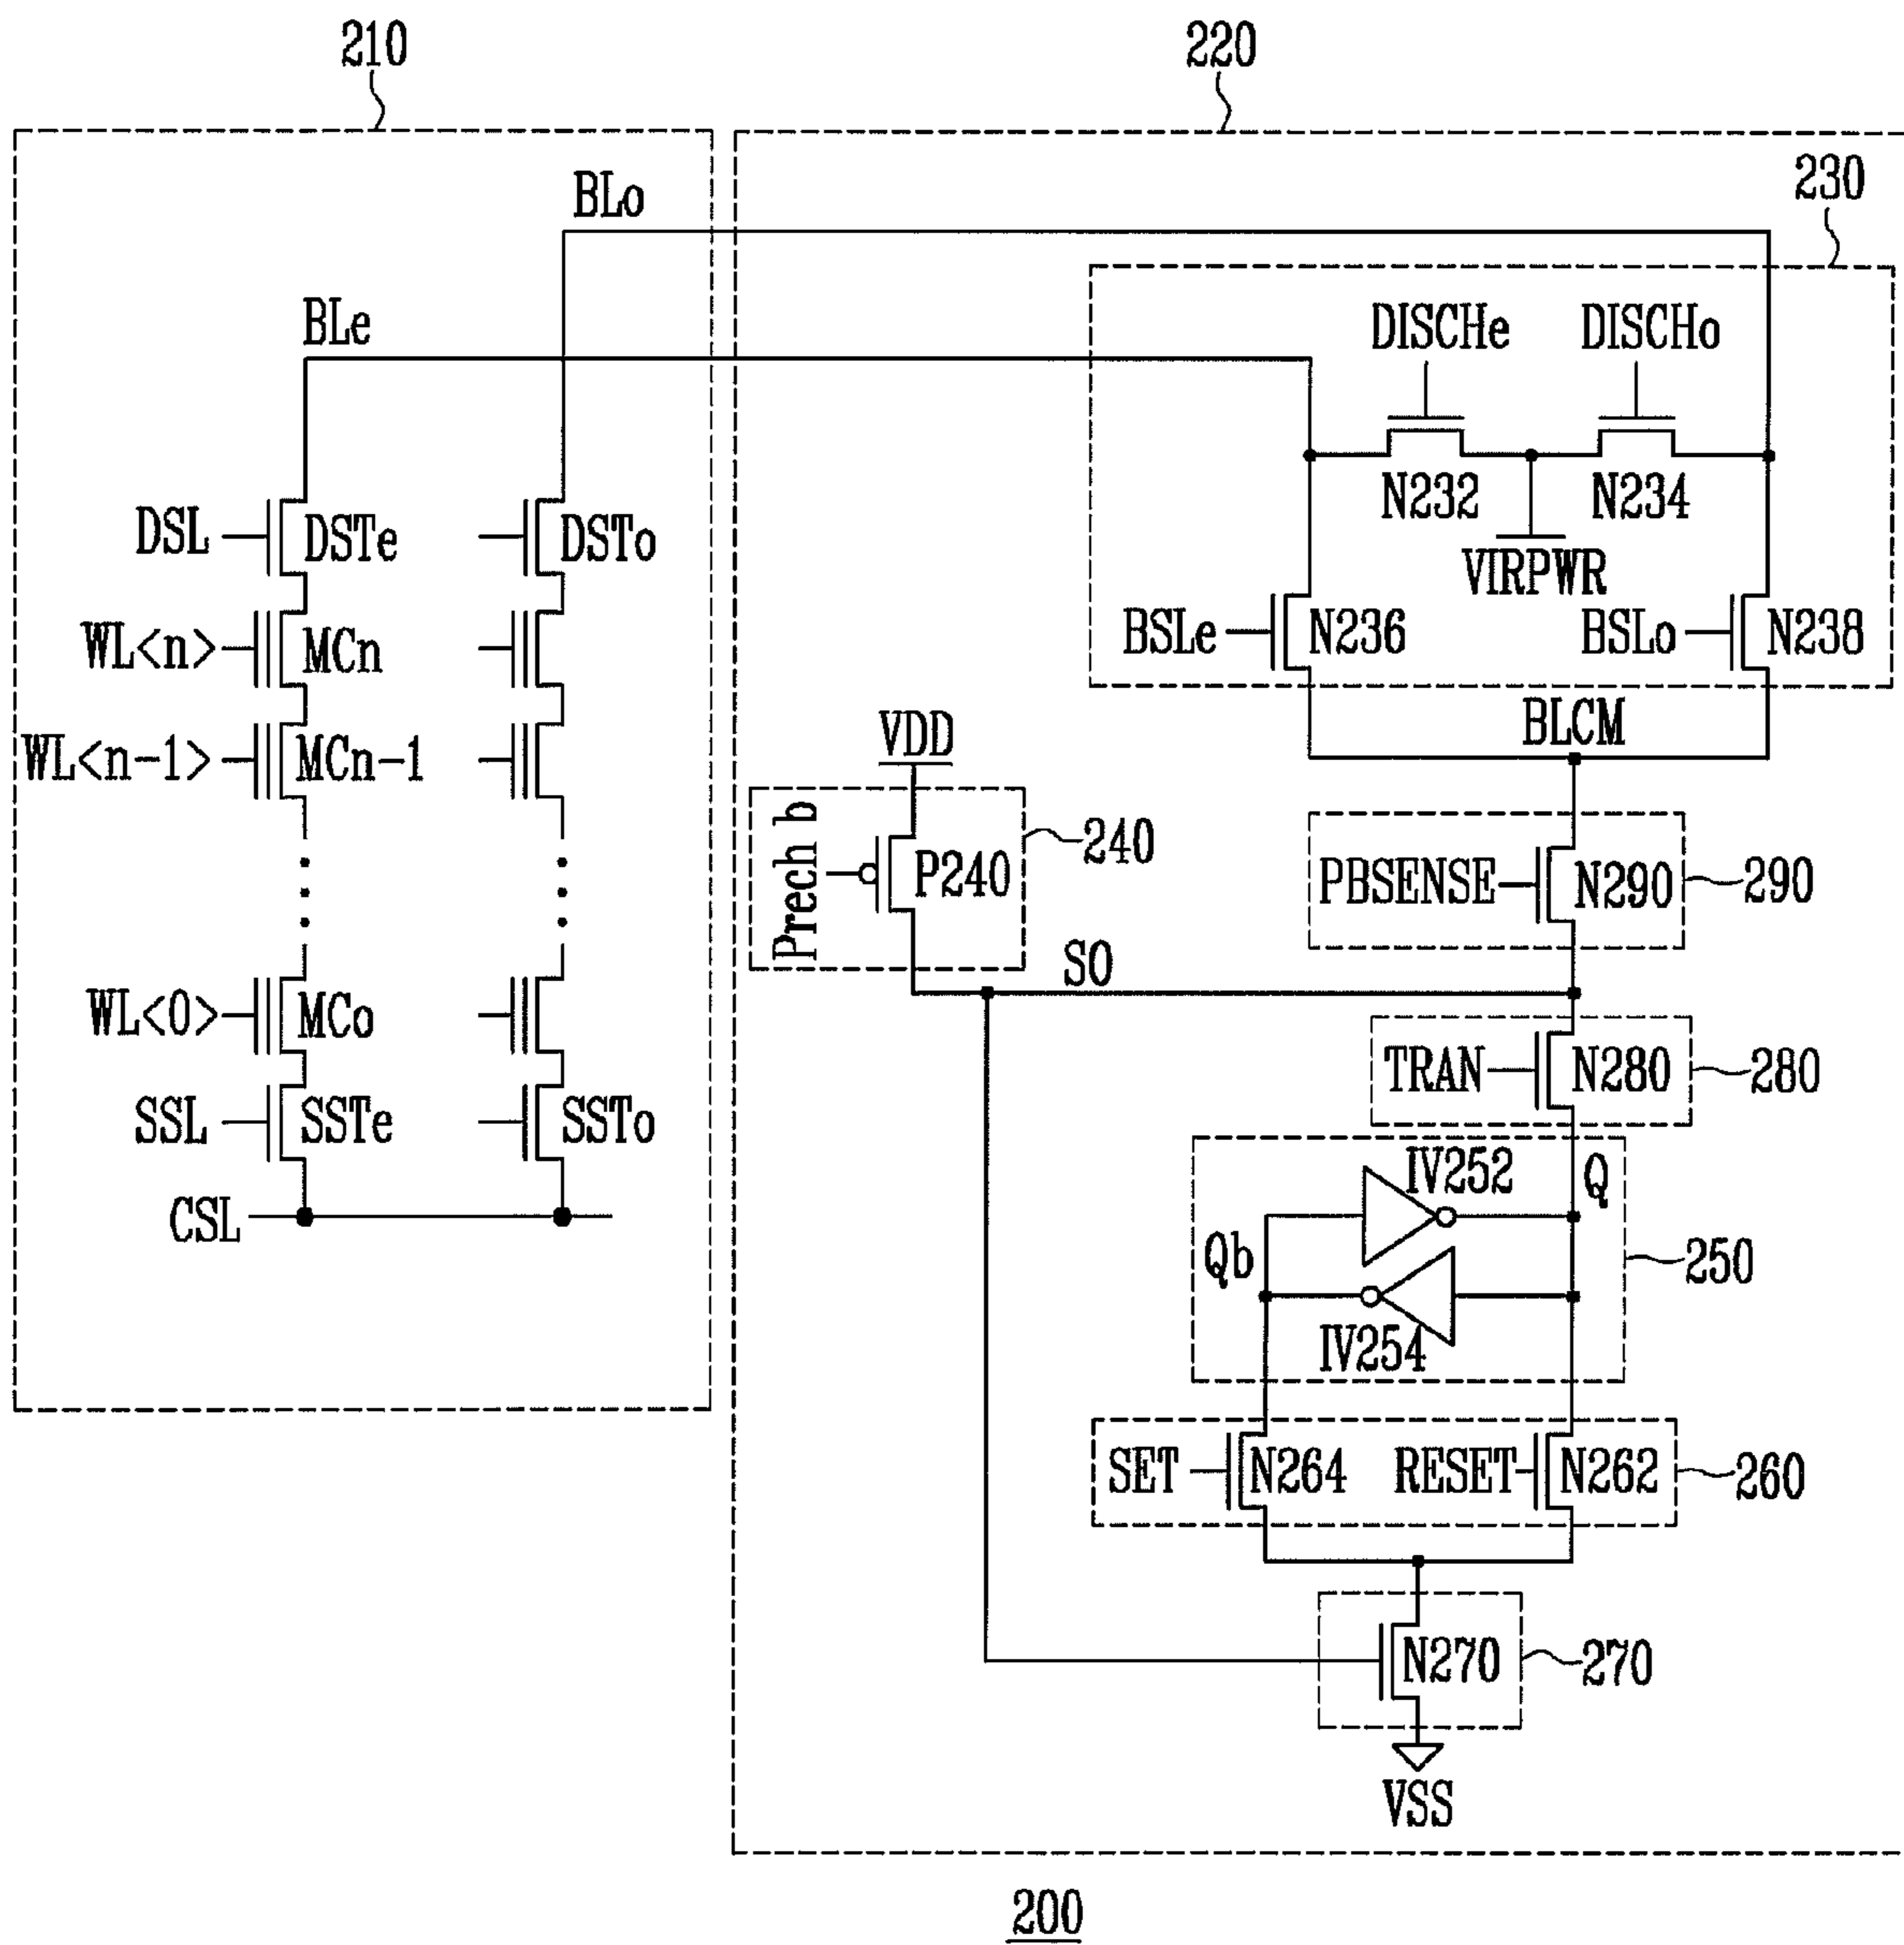 210
220
230
BLo
BLe
DISCHe
DISCHo
N232
N234
VIRPWR
DSL
DSTe
DSTo
BSLe
N236
BSLo
N238
WL<n>
MCn
WL<n-1>
MCn-1
BLCM
VDD
Prech b
P240
240
PBSENSE
N290
290
SO
WL<0>
MCo
TRAN
N280
280
SSL
SSTe
SSTo
CSL
IV252
Q
Qb
250
IV254
SET
N264
RESET
N262
260
N270
270
VSS
200